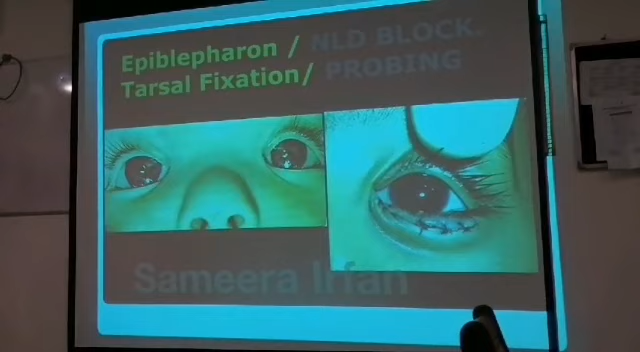 Epiblepharon / NLD BLOCK.
Tarsal Fixation/ PROBING
Sameera Irfan